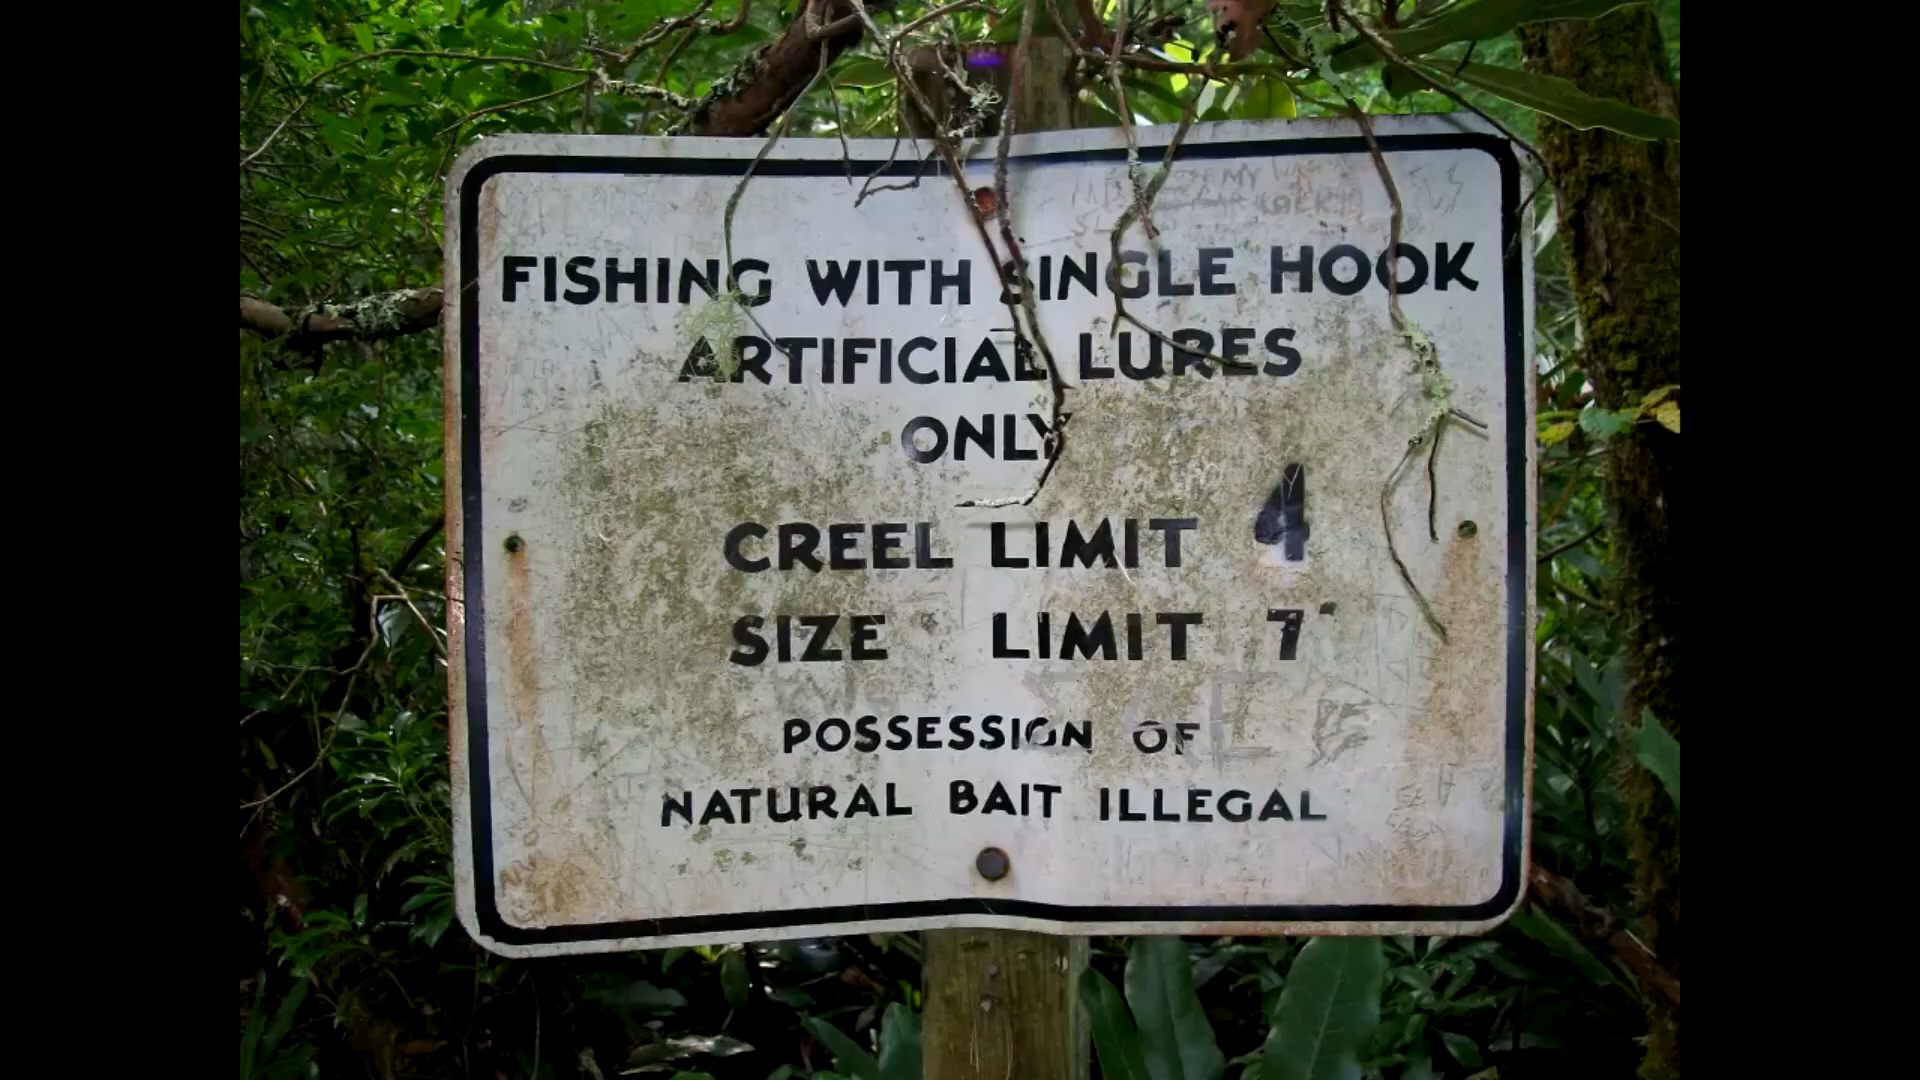 FISHING WITH SINGLE HOOK
ARTIFICIAL LURES
ONLY
CREEL LIMIT 4
SIZE LIMIT 7"
POSSESSION OF
NATURAL BAIT ILLEGAL